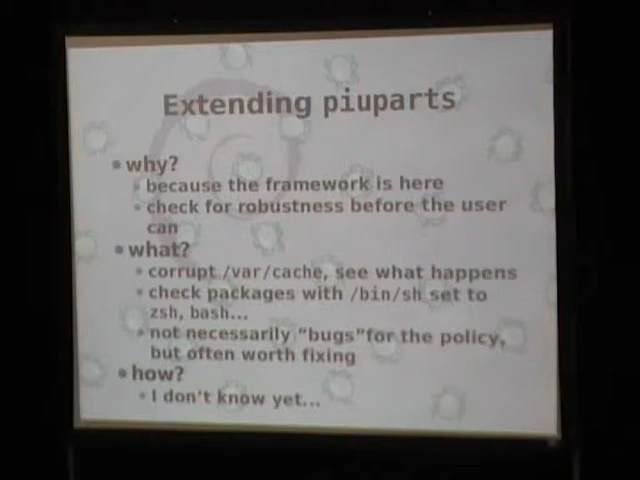 Extending piuparts
• why?
• because the framework is here
• check for robustness before the user
can
• what?
• corrupt /var/cache, see what happens
• check packages with /bin/sh set to
zsh, bash...
• not necessarily "bugs"for the policy,
but often worth fixing
• how?
• I don't know yet...